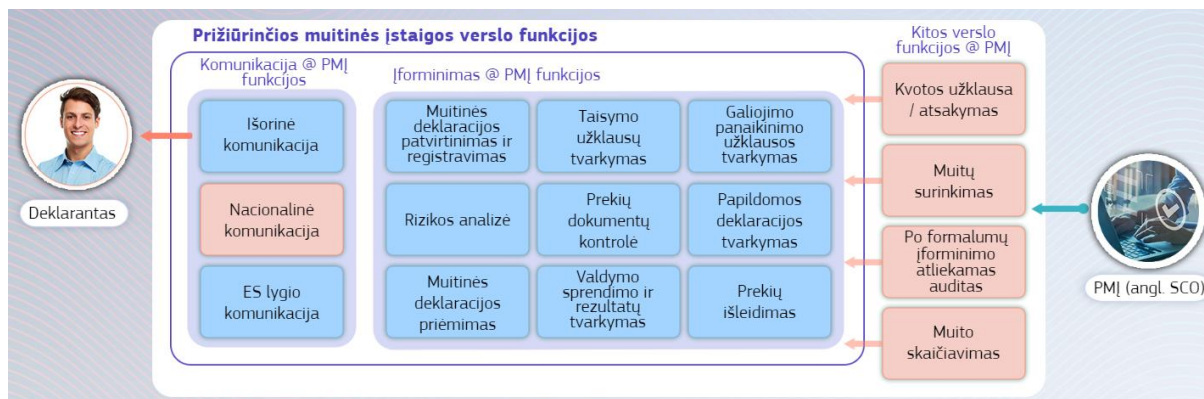 Prižiūrinčios muitinės įstaigos verslo funkcijos
Komunikacija @ PMĮ
funkcijos
Išorinė
komunikacija
Nacionalinė
komunikacija
ES lygio
komunikacija
Įforminimas @ PMĮ funkcijos
Muitinės
deklaracijos
patvirtinimas ir
registravimas
Taisymo
užklausų
tvarkymas
Galiojimo
panaikinimo
užklausos
tvarkymas
Rizikos analizė
Prekių
dokumentų
kontrolė
Papildomos
deklaracijos
tvarkymas
Muitinės
deklaracijos
priėmimas
Valdymo
sprendimo ir
rezultatų
tvarkymas
Prekių
išleidimas
Kitos verslo
funkcijos @ PMĮ
Kvotos užklausa
/ atsakymas
Muitų
surinkimas
Po formalumų
įforminimo
atliekamas
auditas
Muito
skaičiavimas
Deklarantas
PMĮ (angl. SCO)